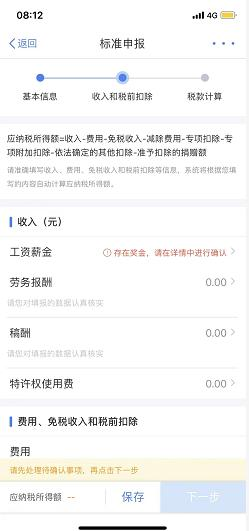 08:12
4G
返回
标准申报
基本信息
收入和税前扣除
税款计算
应纳税所得额=收入-费用-免税收入-减除费用-专项扣除-专
项附加扣除-依法确定的其他扣除-准予扣除的捐赠额
请准确填写收入、费用、免税收入和税前扣除等信息，系统将根据您填
写的内容自动计算应纳税所得额。
收入（元）
工资薪金
存在奖金，请在详情中进行确认
劳务报酬
0.00
请您对填报的数据认真核实
稿酬
0.00
请您对填报的数据认真核实
特许权使用费
0.00
费用、免税收入和税前扣除
费用
请先处理待确认事项，再点击下一步
应纳税所得额 --
保存
下一步